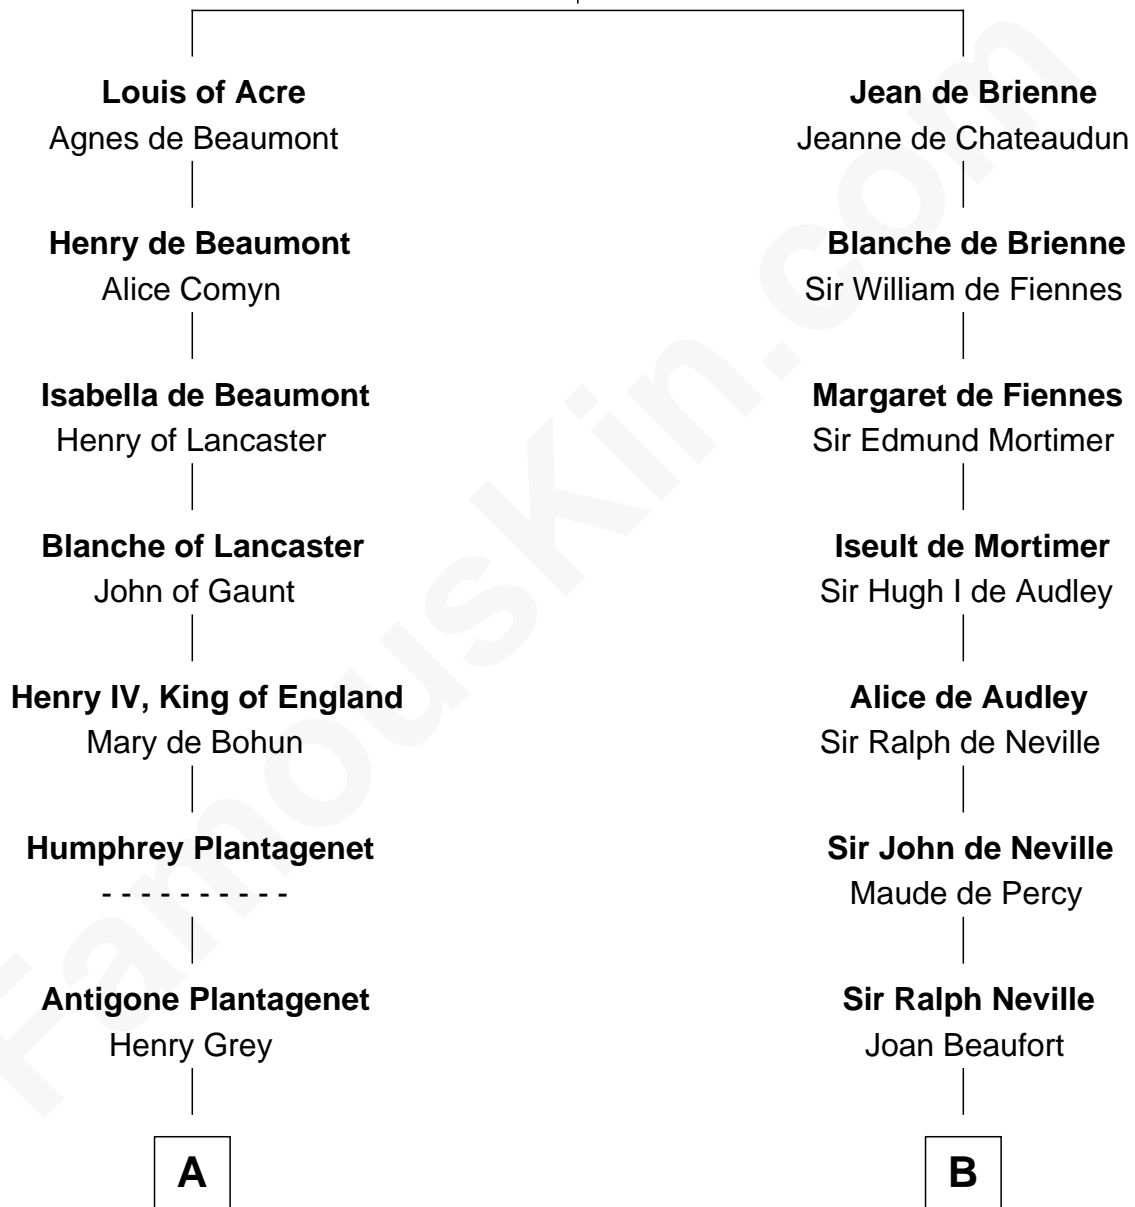 Louis of Acre
Agnes de Beaumont
Henry de Beaumont
Alice Comyn
Isabella de Beaumont
Henry of Lancaster
Blanche of Lancaster
John of Gaunt
Henry IV, King of England
Mary de Bohun
Humphrey Plantagenet
- - - - - - - - - -
Antigone Plantagenet
Henry Grey
A
Jean de Brienne
Jeanne de Chateaudun
Blanche de Brienne
Sir William de Fiennes
Margaret de Fiennes
Sir Edmund Mortimer
Iseult de Mortimer
Sir Hugh I de Audley
Alice de Audley
Sir Ralph de Neville
Sir John de Neville
Maude de Percy
Sir Ralph Neville
Joan Beaufort
B
FamousKin.com